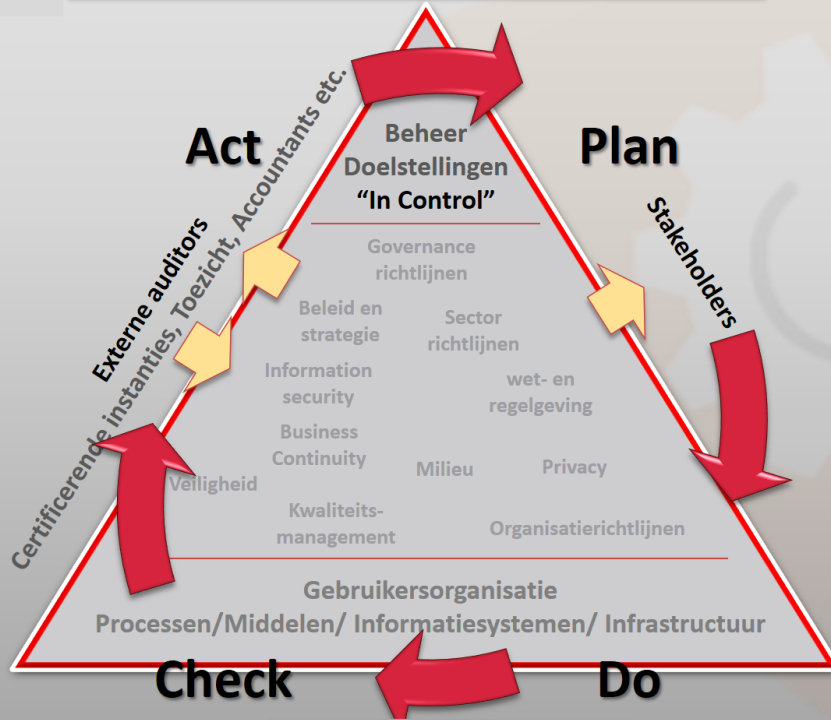 Act
Plan
Beheer
Doelstellingen
“In Control”
Externe auditors
Certificerende instanties, Toezicht, Accountants etc.
Stakeholders
Governance
richtlijnen
Beleid en
strategie
Sector
richtlijnen
Information
security
wet- en
regelgeving
Business
Continuity
Milieu
Privacy
Veiligheid
Kwaliteits-
management
Organisatierichtlijnen
Gebruikersorganisatie
Processen/Middelen/ Informatiesystemen/ Infrastructuur
Check
Do